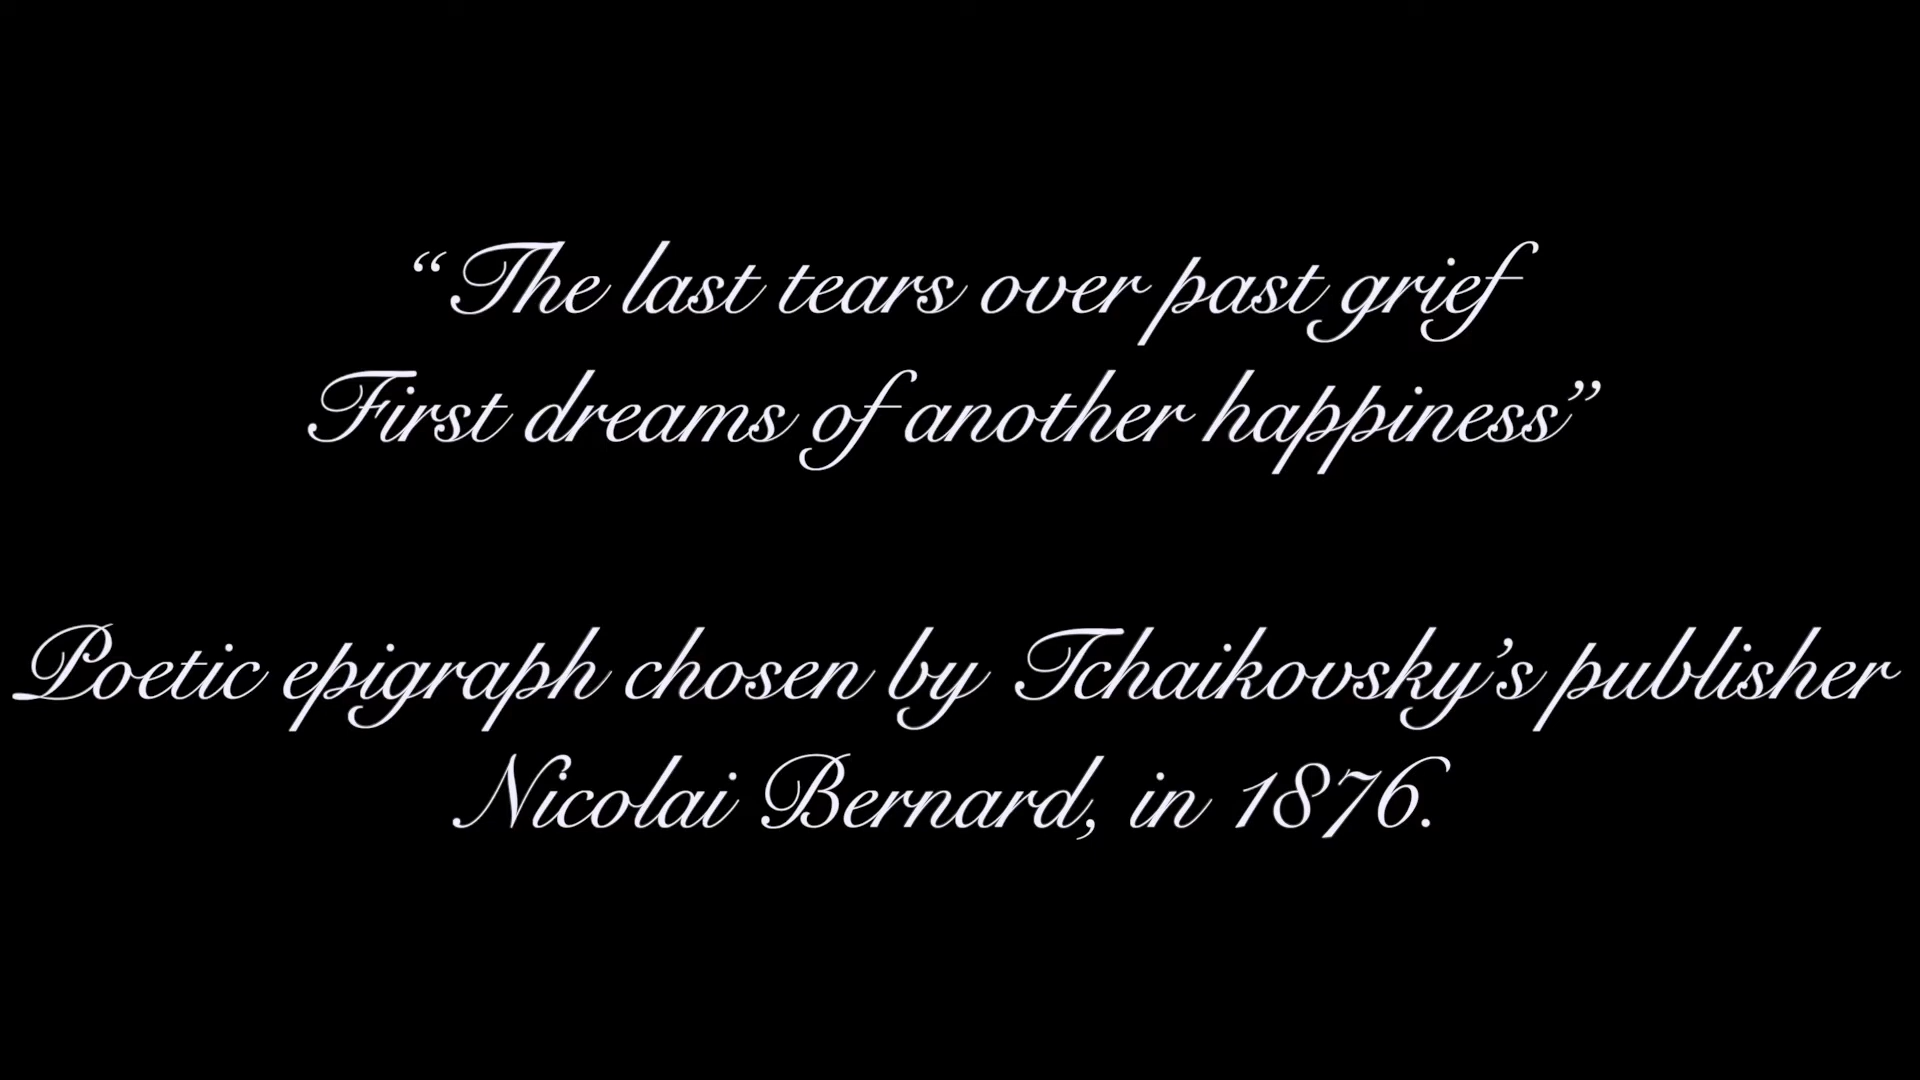 “The last tears over past grief
First dreams of another happiness”
Poetic epigraph chosen by Tchaikovsky’s publisher
Nicolai Bernard, in 1876.